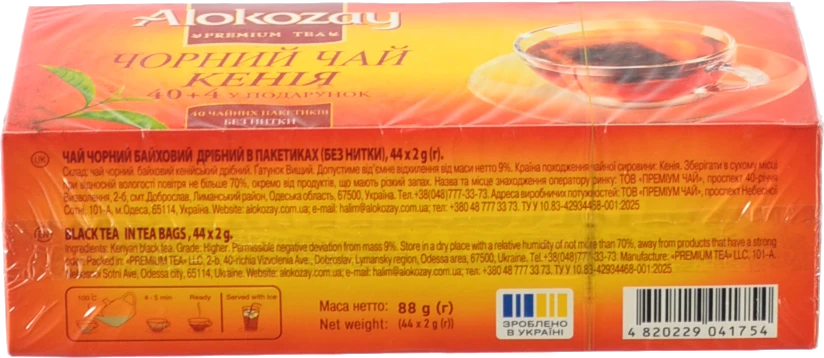 Alokozay
PREMIUM TEA
ЧОРНИЙ ЧАЙ
КЕНІЯ
40+4 У ПОДАРУНОК
40 ЧАЙНИХ ПАКЕТИКІВ
БЕЗ НИТКИ
UK ЧАЙ ЧОРНИЙ БАЙХОВИЙ ДРІБНИЙ В ПАКЕТИКАХ (БЕЗ НИТКИ), 44 x 2 g (г).
Склад: чай чорний байховий кенійський дрібний. Ґатунок Вищий. Допустиме від'ємне відхилення від маси нетто 9%. Країна походження чайної сировини: Кенія. Зберігати в сухому місці
при відносній вологості повітря не більше 70%, окремо від продуктів, що мають різкий запах. Назва та місце знаходження оператору ринку: ТОВ «ПРЕМІУМ ЧАЙ», проспект 40-річчя
Визволення, 2-б, смт.Доброслав, Лиманський район, Одеська область, 67500, Україна. Тел.+38(048)777-33-73. Адреса виробничих потужностей: ТОВ «ПРЕМІУМ ЧАЙ», проспект Небесної
Сотні, 101-А, м.Одеса, 65114, Україна. Website: alokozay.com.ua; e-mail: halim@alokozay.com.ua; тел: +380 48 777 33 73. ТУ У 10.83-42934468-001:2025
BLACK TEA IN TEA BAGS, 44 x 2 g.
Ingredients: Kenyan black tea. Grade: Higher. Permissible negative deviation from mass 9%. Store in a dry place with a relative humidity of not more than 70%, away from products that have a strong
odor. Packed in: «PREMIUM TEA» LLC, 2-b, 40-richia Vizvolenia Ave., Dobroslav, Lymansky region, Odessa area, 67500, Ukraine, Tel. +38(048)777-33-73. Manufacture: «PREMIUM TEA» LLC. 101-A,
Nebesnoi Sotni Ave, Odessa city, 65114, Ukraine. Website: alokozay.com.ua; e-mail: halim@alokozay.com.ua; tel.: +380 48 777 33 73, TY У 10.83-42934468-001:2025
100°C
4 - 5 min
Ready
Served with Ice
Маса нетто: 88 g (г)
Net weight: (44 x 2 g (г))
ЗРОБЛЕНО
В УКРАЇНІ
4 820229 041754